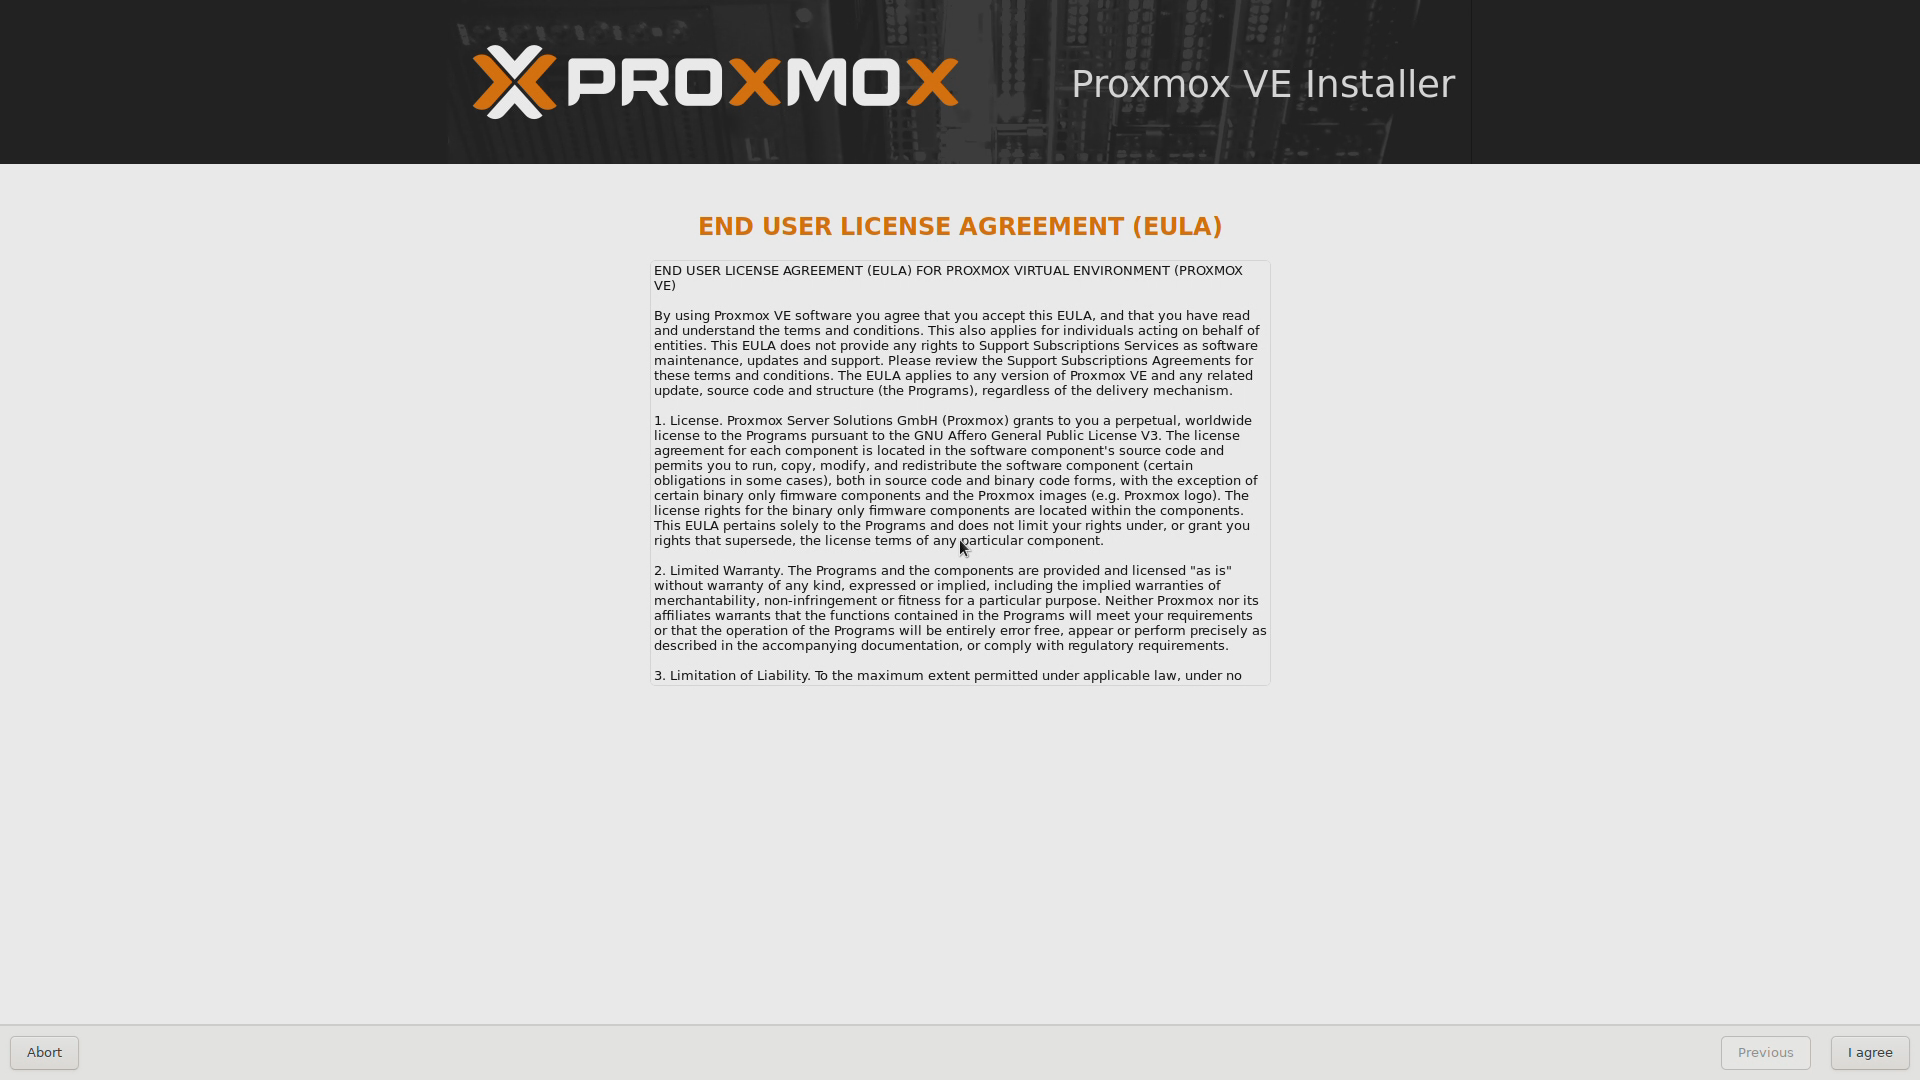 PROXMOX
Proxmox VE Installer
END USER LICENSE AGREEMENT (EULA)
END USER LICENSE AGREEMENT (EULA) FOR PROXMOX VIRTUAL ENVIRONMENT (PROXMOX
VE)
By using Proxmox VE software you agree that you accept this EULA, and that you have read
and understand the terms and conditions. This also applies for individuals acting on behalf of
entities. This EULA does not provide any rights to Support Subscriptions Services as software
maintenance, updates and support. Please review the Support Subscriptions Agreements for
these terms and conditions. The EULA applies to any version of Proxmox VE and any related
update, source code and structure (the Programs), regardless of the delivery mechanism.
1. License. Proxmox Server Solutions GmbH (Proxmox) grants to you a perpetual, worldwide
license to the Programs pursuant to the GNU Affero General Public License V3. The license
agreement for each component is located in the software component's source code and
permits you to run, copy, modify, and redistribute the software component (certain
obligations in some cases), both in source code and binary code forms, with the exception of
certain binary only firmware components and the Proxmox images (e.g. Proxmox logo). The
license rights for the binary only firmware components are located within the components.
This EULA pertains solely to the Programs and does not limit your rights under, or grant you
rights that supersede, the license terms of any particular component.
2. Limited Warranty. The Programs and the components are provided and licensed "as is"
without warranty of any kind, expressed or implied, including the implied warranties of
merchantability, non-infringement or fitness for a particular purpose. Neither Proxmox nor its
affiliates warrants that the functions contained in the Programs will meet your requirements
or that the operation of the Programs will be entirely error free, appear or perform precisely as
described in the accompanying documentation, or comply with regulatory requirements.
3. Limitation of Liability. To the maximum extent permitted under applicable law, under no
Abort
Previous
I agree